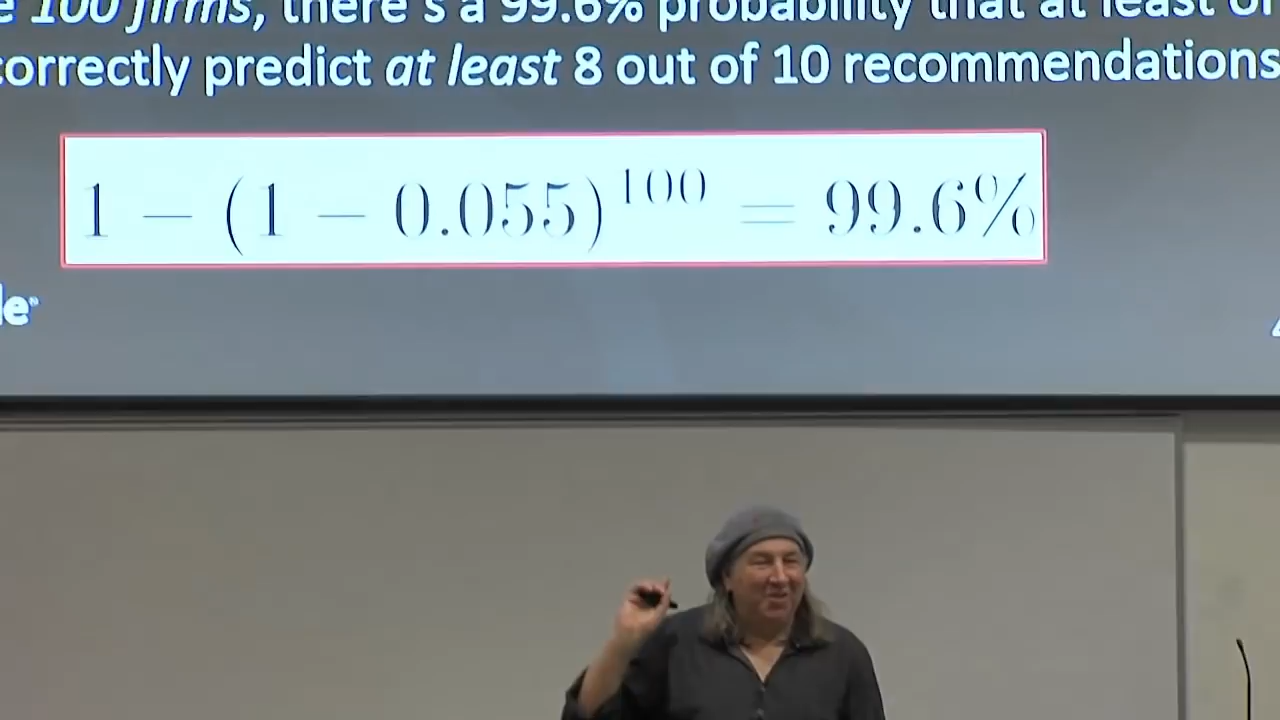 100 firms, there's a 99.6% probability that at least
correctly predict at least 8 out of 10 recommendations
1 − (1 − 0.055)^100 = 99.6%